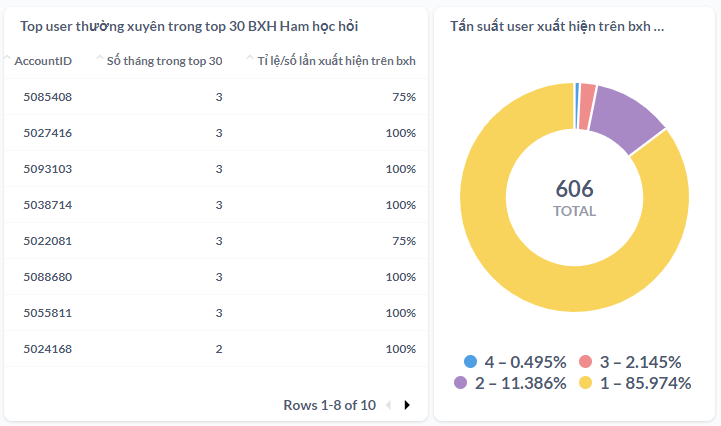 Top user thường xuyên trong top 30 BXH Ham học hỏi
AccountID Số tháng trong top 30 Tỉ lệ/số lần xuất hiện trên bxh
5085408 3 75%
5027416 3 100%
5093103 3 100%
5038714 3 100%
5022081 3 75%
5088680 3 100%
5055811 3 100%
5024168 2 100%
Rows 1-8 of 10
Tấn suất user xuất hiện trên bxh ...
606
TOTAL
4 – 0.495% 3 – 2.145%
2 – 11.386% 1 – 85.974%